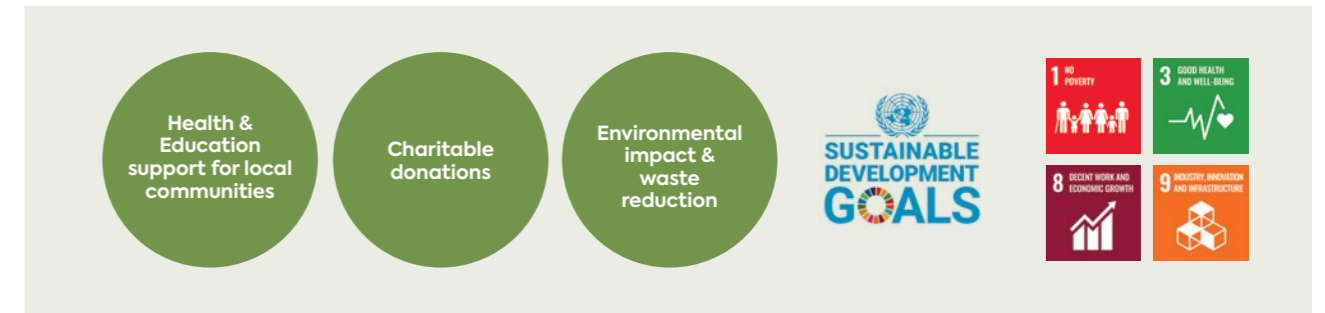 Health &
Education
support for local
communities
Charitable
donations
Environmental
impact &
waste
reduction
SUSTAINABLE
DEVELOPMENT
GOALS
1 NO
POVERTY
3 GOOD HEALTH
AND WELL-BEING
8 DECENT WORK AND
ECONOMIC GROWTH
9 INDUSTRY, INNOVATION
AND INFRASTRUCTURE